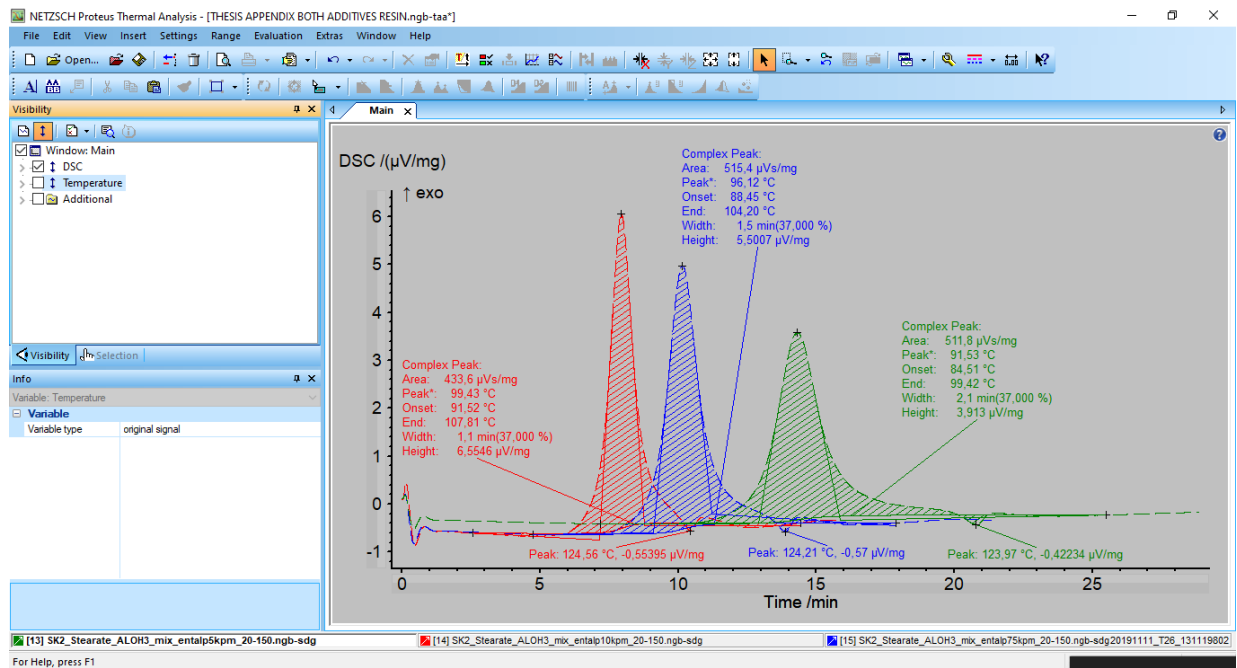 NETZSCH Proteus Thermal Analysis - [THESIS APPENDIX BOTH ADDITIVES RESIN.ngb-taa*]
File Edit View Insert Settings Range Evaluation Extras Window Help
Open...
Visibility
Window: Main
DSC
Temperature
Additional
Visibility Selection
Info
Variable: Temperature
Variable
Variable type original signal
Main
DSC /(µV/mg)
↑ exo
6
5
4
3
2
1
0
-1
Complex Peak:
Area: 433,6 µVs/mg
Peak*: 99,43 °C
Onset: 91,52 °C
End: 107,81 °C
Width: 1,1 min(37,000 %)
Height: 6,5546 µV/mg
Complex Peak:
Area: 515,4 µVs/mg
Peak*: 96,12 °C
Onset: 88,45 °C
End: 104,20 °C
Width: 1,5 min(37,000 %)
Height: 5,5007 µV/mg
Complex Peak:
Area: 511,8 µVs/mg
Peak*: 91,53 °C
Onset: 84,51 °C
End: 99,42 °C
Width: 2,1 min(37,000 %)
Height: 3,913 µV/mg
Peak: 124,56 °C, -0,55395 µV/mg
Peak: 124,21 °C, -0,57 µV/mg
Peak: 123,97 °C, -0,42234 µV/mg
0 5 10 15 20 25
Time /min
[13] SK2_Stearate_ALOH3_mix_entalp5kpm_20-150.ngb-sdg
[14] SK2_Stearate_ALOH3_mix_entalp10kpm_20-150.ngb-sdg
[15] SK2_Stearate_ALOH3_mix_entalp75kpm_20-150.ngb-sdg20191111_T26_131119802
For Help, press F1